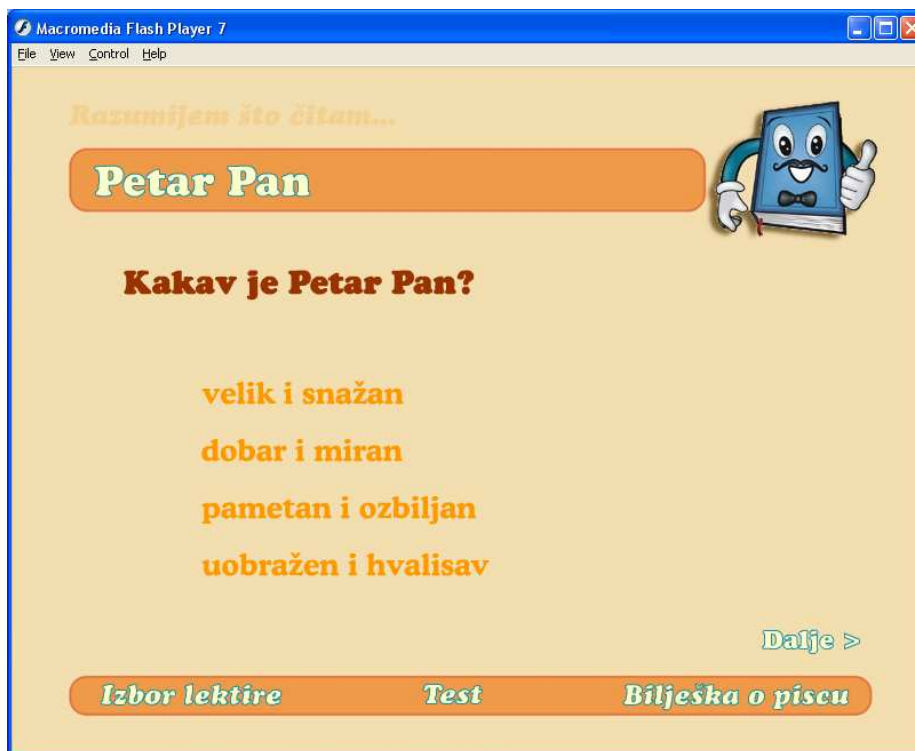 Macromedia Flash Player 7
File View Control Help
Razumijem što čitam...
Petar Pan
Kakav je Petar Pan?
velik i snažan
dobar i miran
pametan i ozbiljan
uobražen i hvalisav
Dalje >
Izbor lektire Test Bilješka o piscu